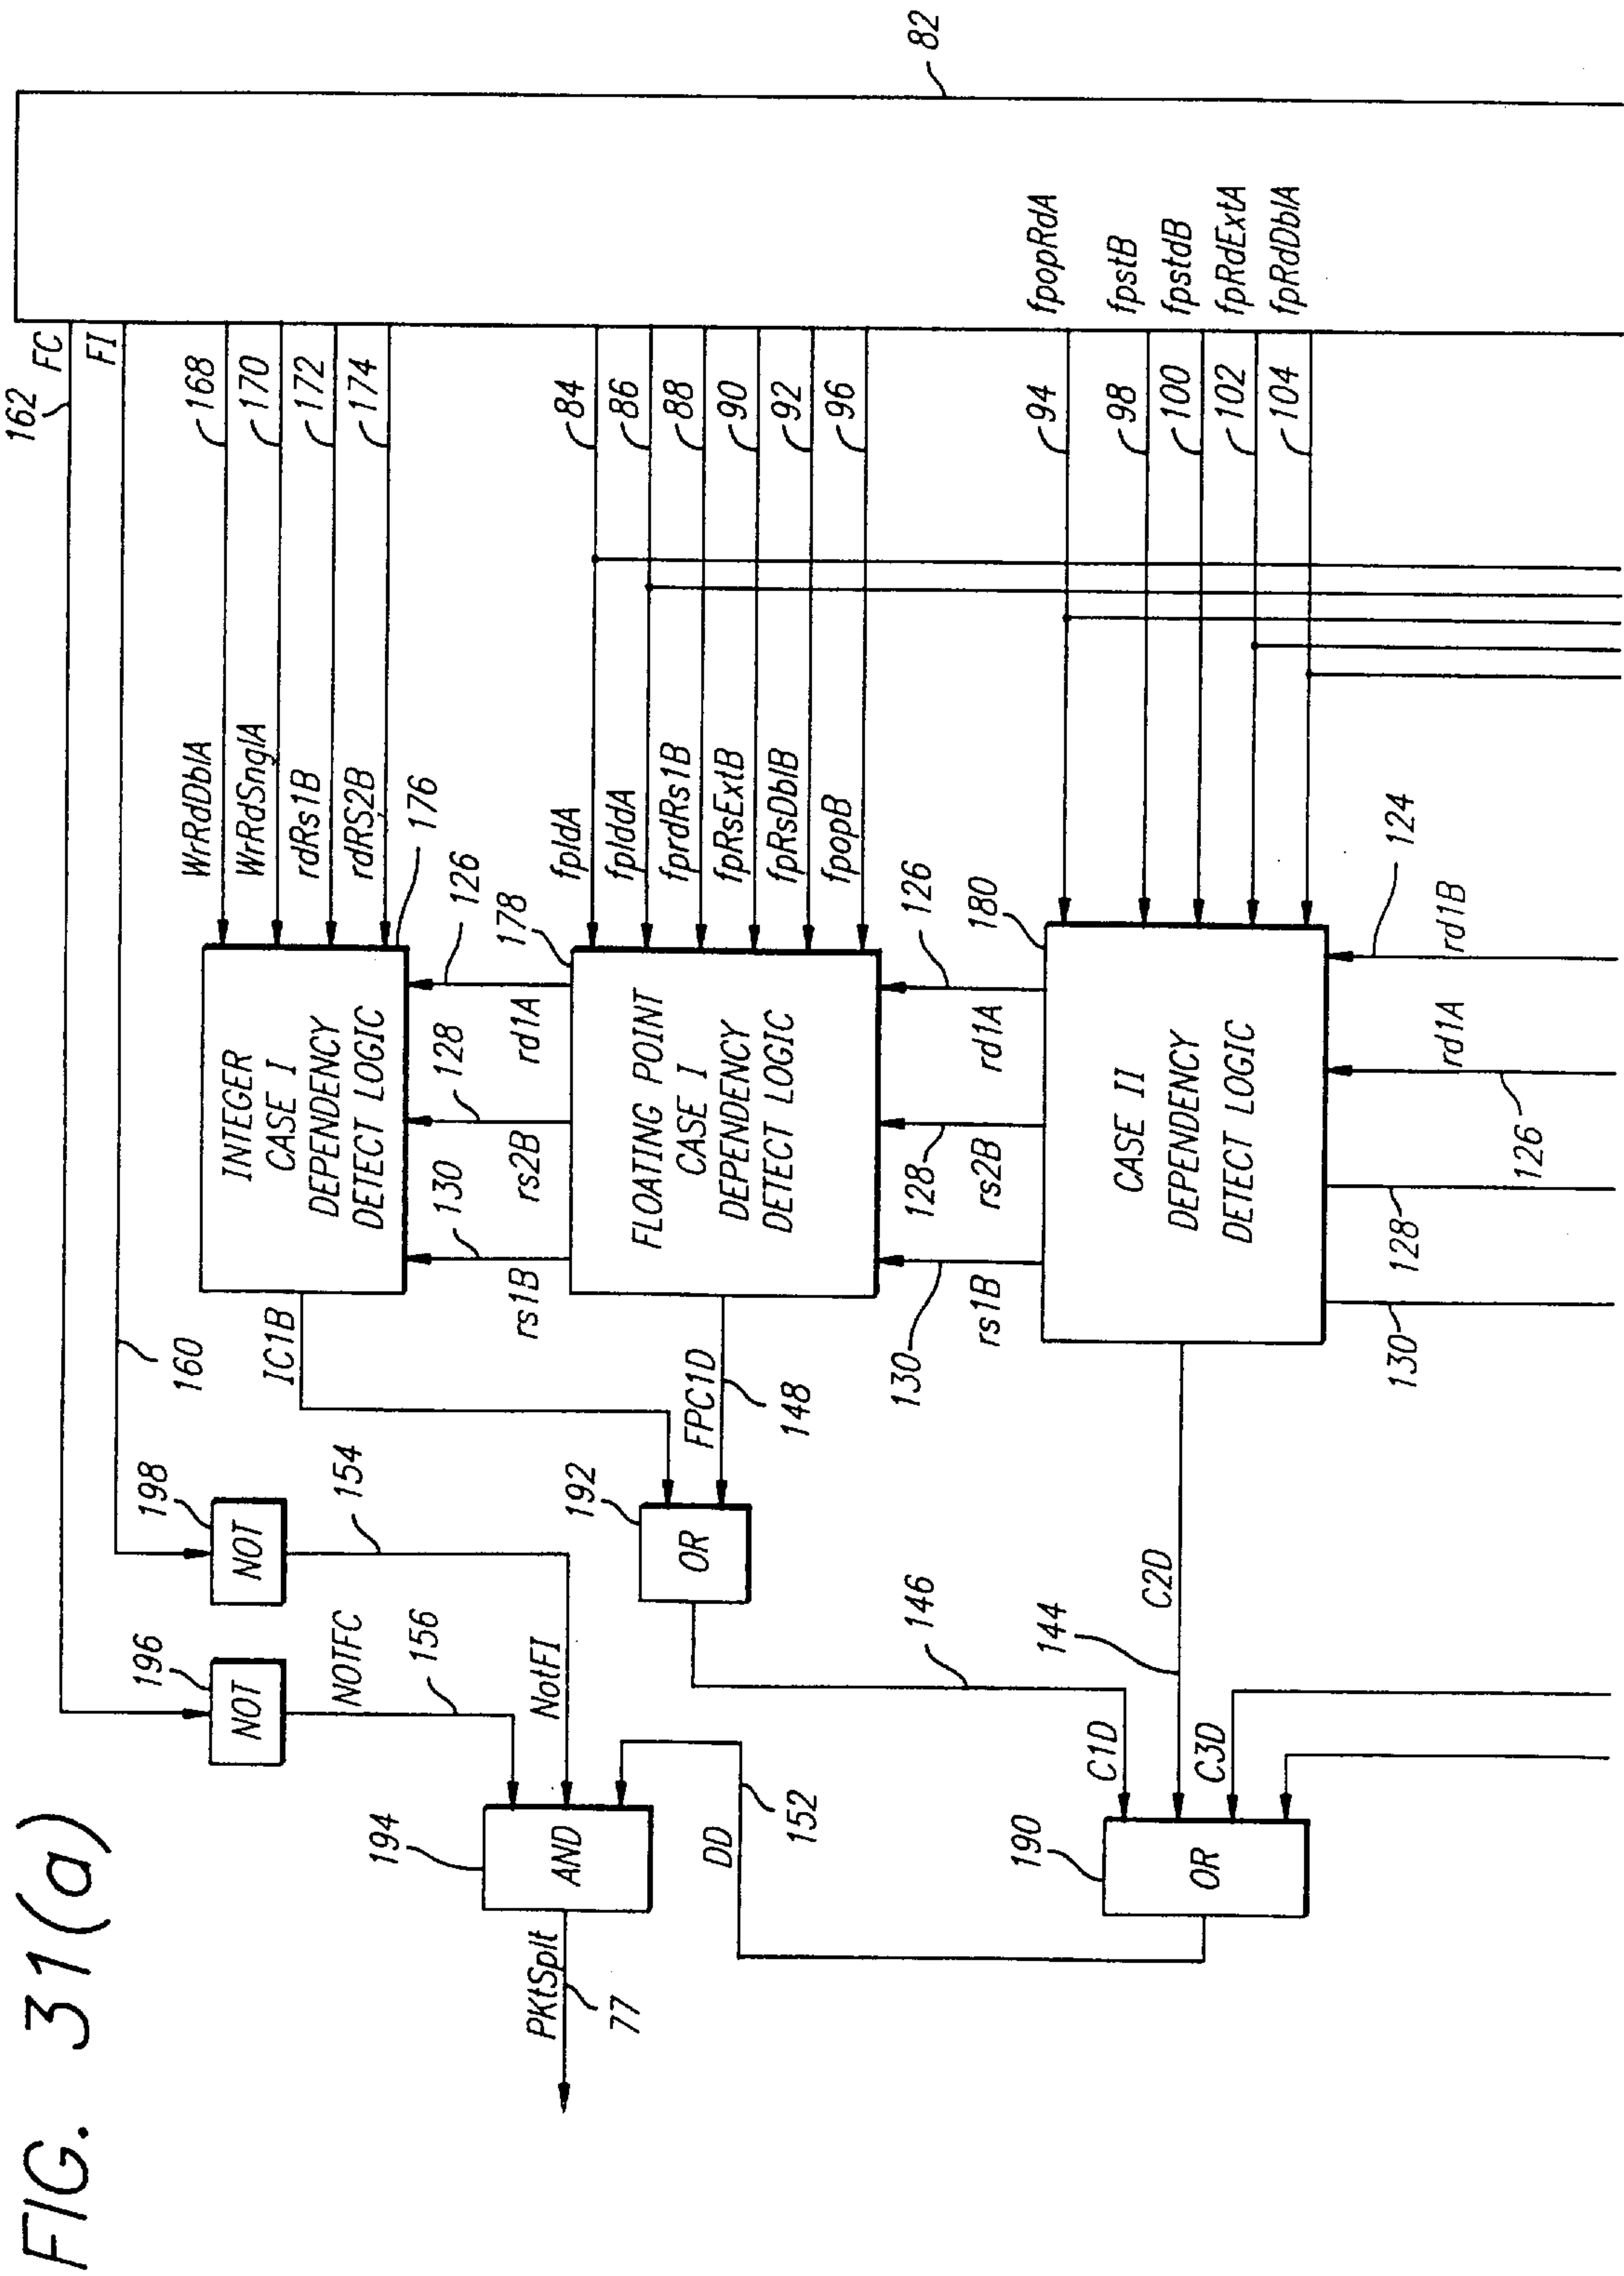 FIG. 31(a)
162
FC
FI
160
82
WrRdDblA
168
WrRdSnglA
170
rdRs1B
172
rdRS2B
174
176
198
NOT
154
196
NOT
NOTFC
156
NotFI
INTEGER
CASE I
DEPENDENCY
DETECT LOGIC
IC1B
130
rs1B
128
rs2B
126
rd1A
178
194
AND
PKtSplt
77
DD
152
192
OR
FPC1D
148
146
FLOATING POINT
CASE I
DEPENDENCY
DETECT LOGIC
fpldA
84
fplddA
86
fprdRs1B
88
fpRsExtB
90
fpRsDblB
92
fpopB
96
130
rs1B
128
rs2B
126
rd1A
180
CASE II
DEPENDENCY
DETECT LOGIC
fpopRdA
94
fpstB
98
fpstdB
100
fpRdExtA
102
fpRdDblA
104
190
OR
C1D
144
C2D
C3D
130
128
126
rd1A
rd1B
124